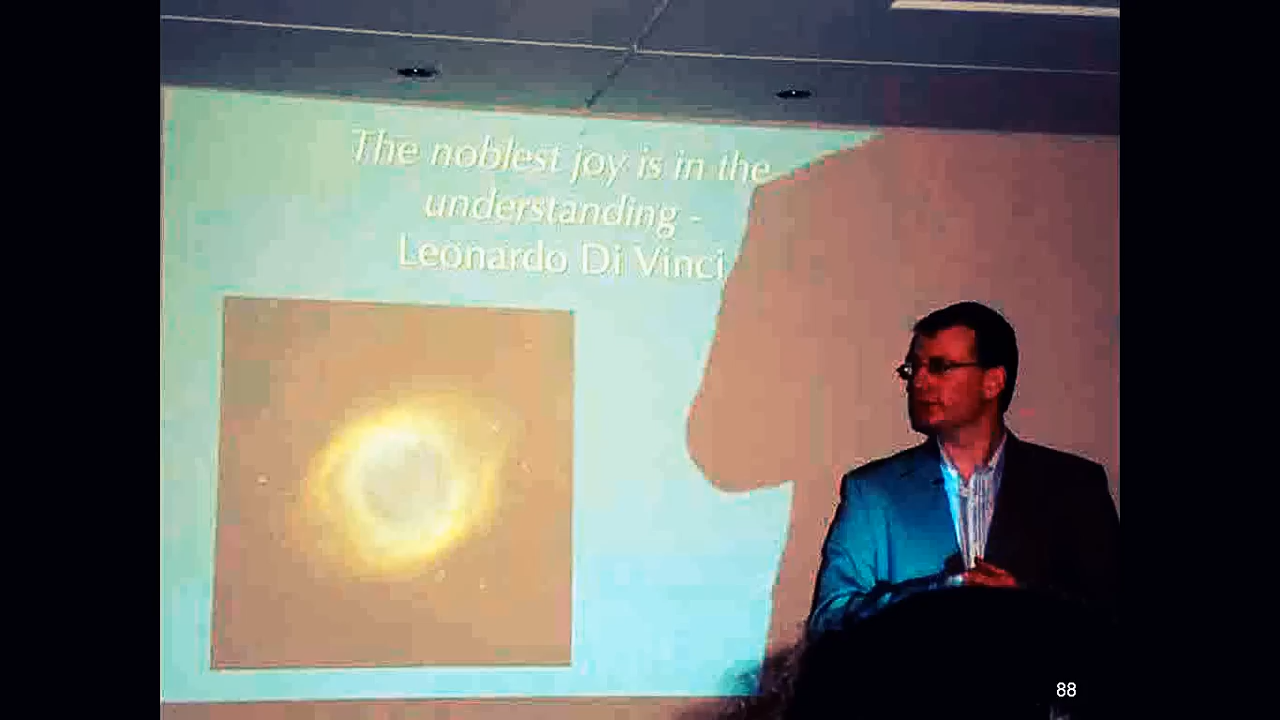 The noblest joy is in the
understanding -
Leonardo Di Vinci
88